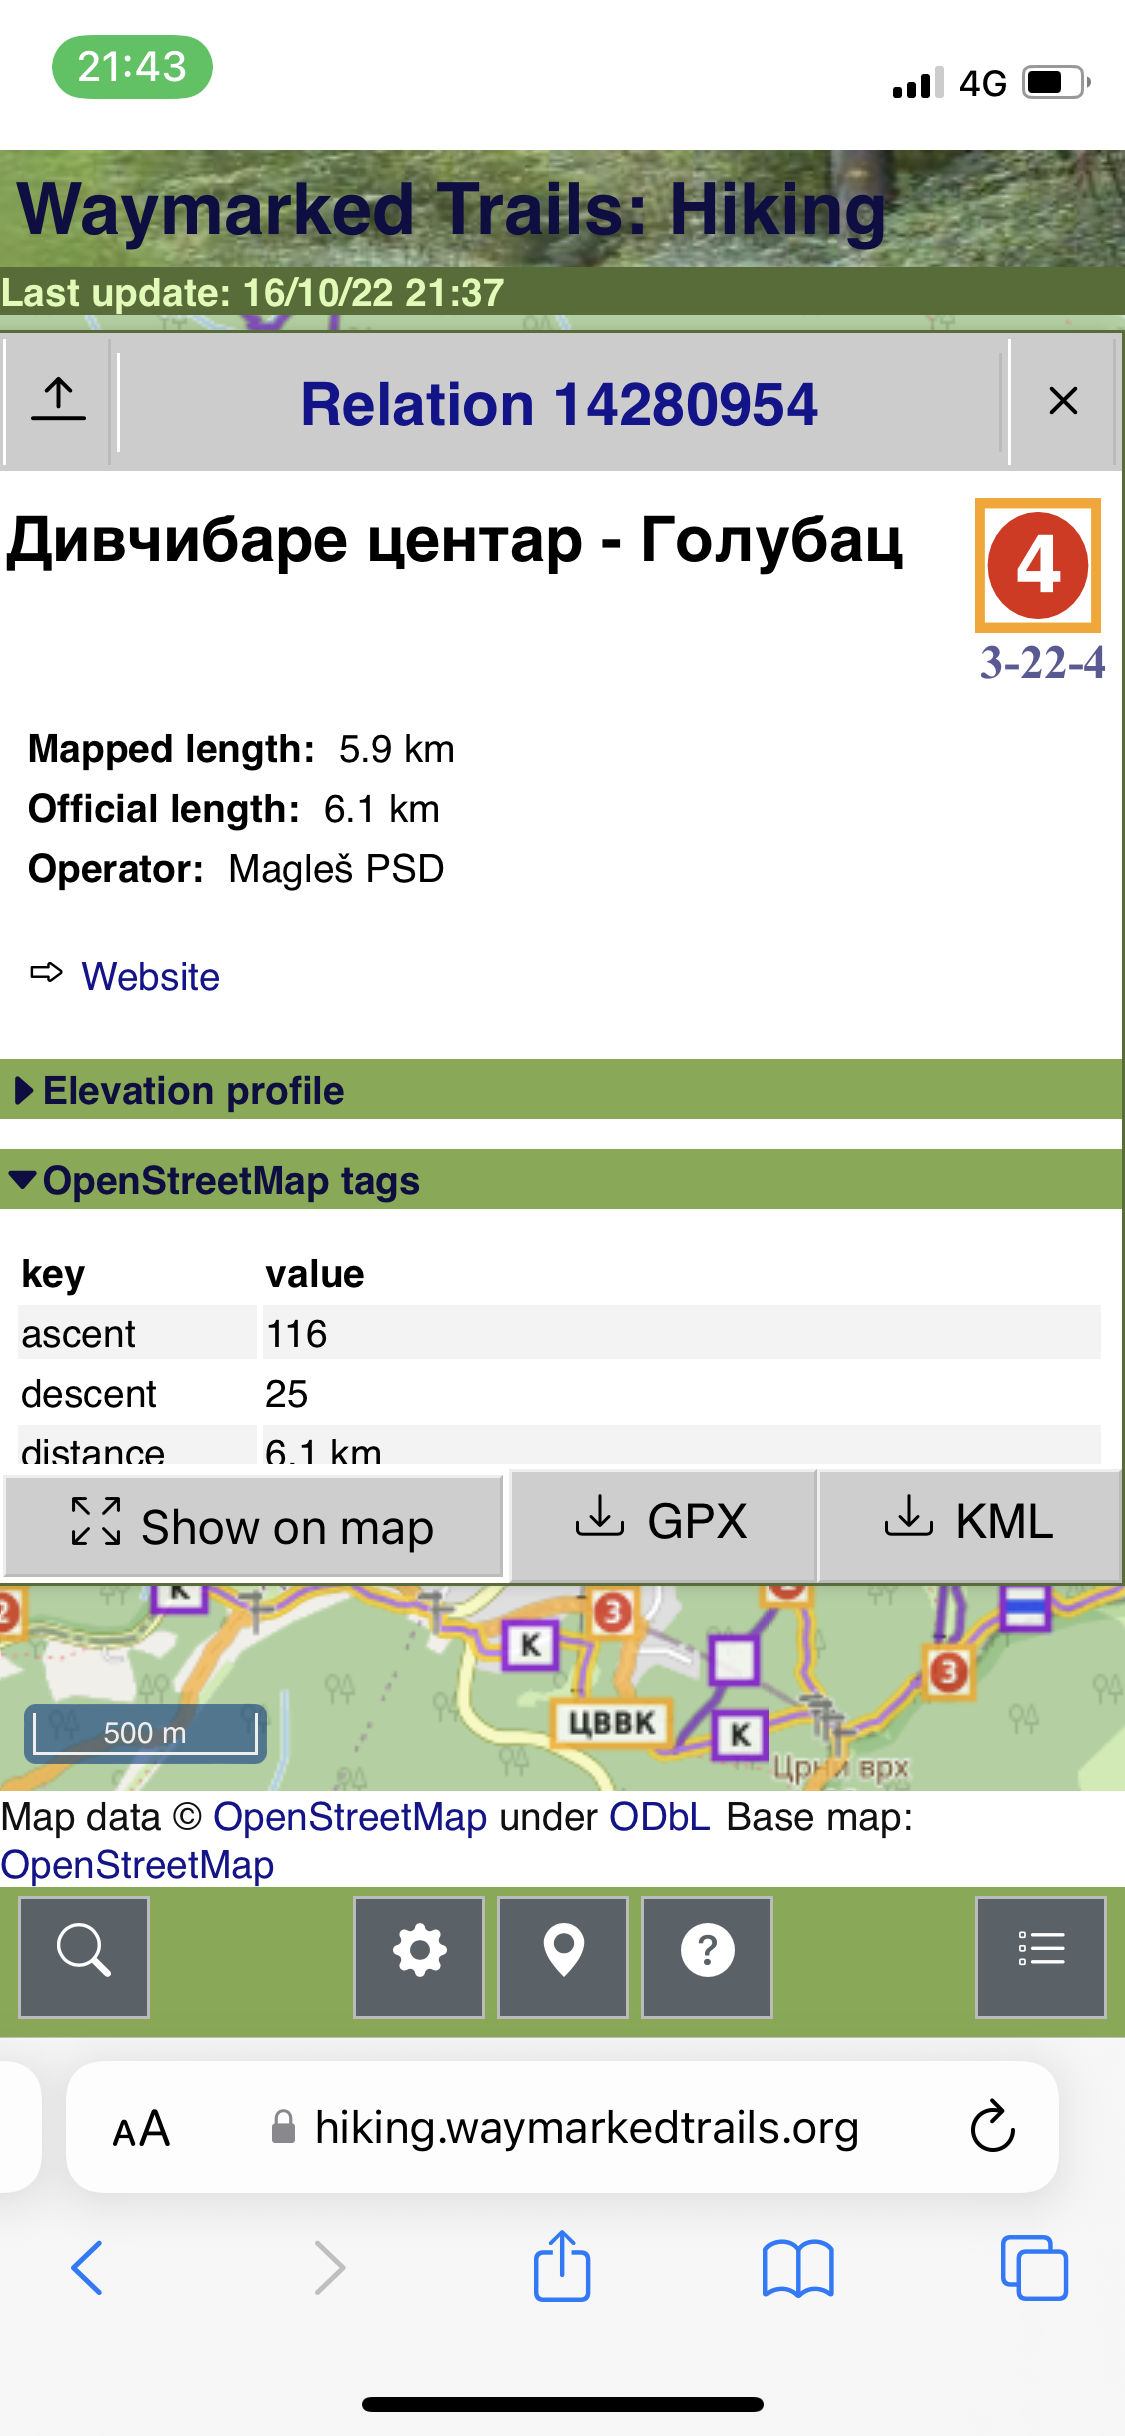 21:43
4G
Waymarked Trails: Hiking
Last update: 16/10/22 21:37
Relation 14280954
×
Дивчибаре центар - Голубац
4
3-22-4
Mapped length: 5.9 km
Official length: 6.1 km
Operator: Magleš PSD
⇨ Website
Elevation profile
OpenStreetMap tags
key value
ascent 116
descent 25
distance 6.1 km
Show on map
GPX
KML
2
K
3
K
3
ЦВВК
K
Црни врх
500 m
Map data © OpenStreetMap under ODbL Base map:
OpenStreetMap
?
AA
hiking.waymarkedtrails.org